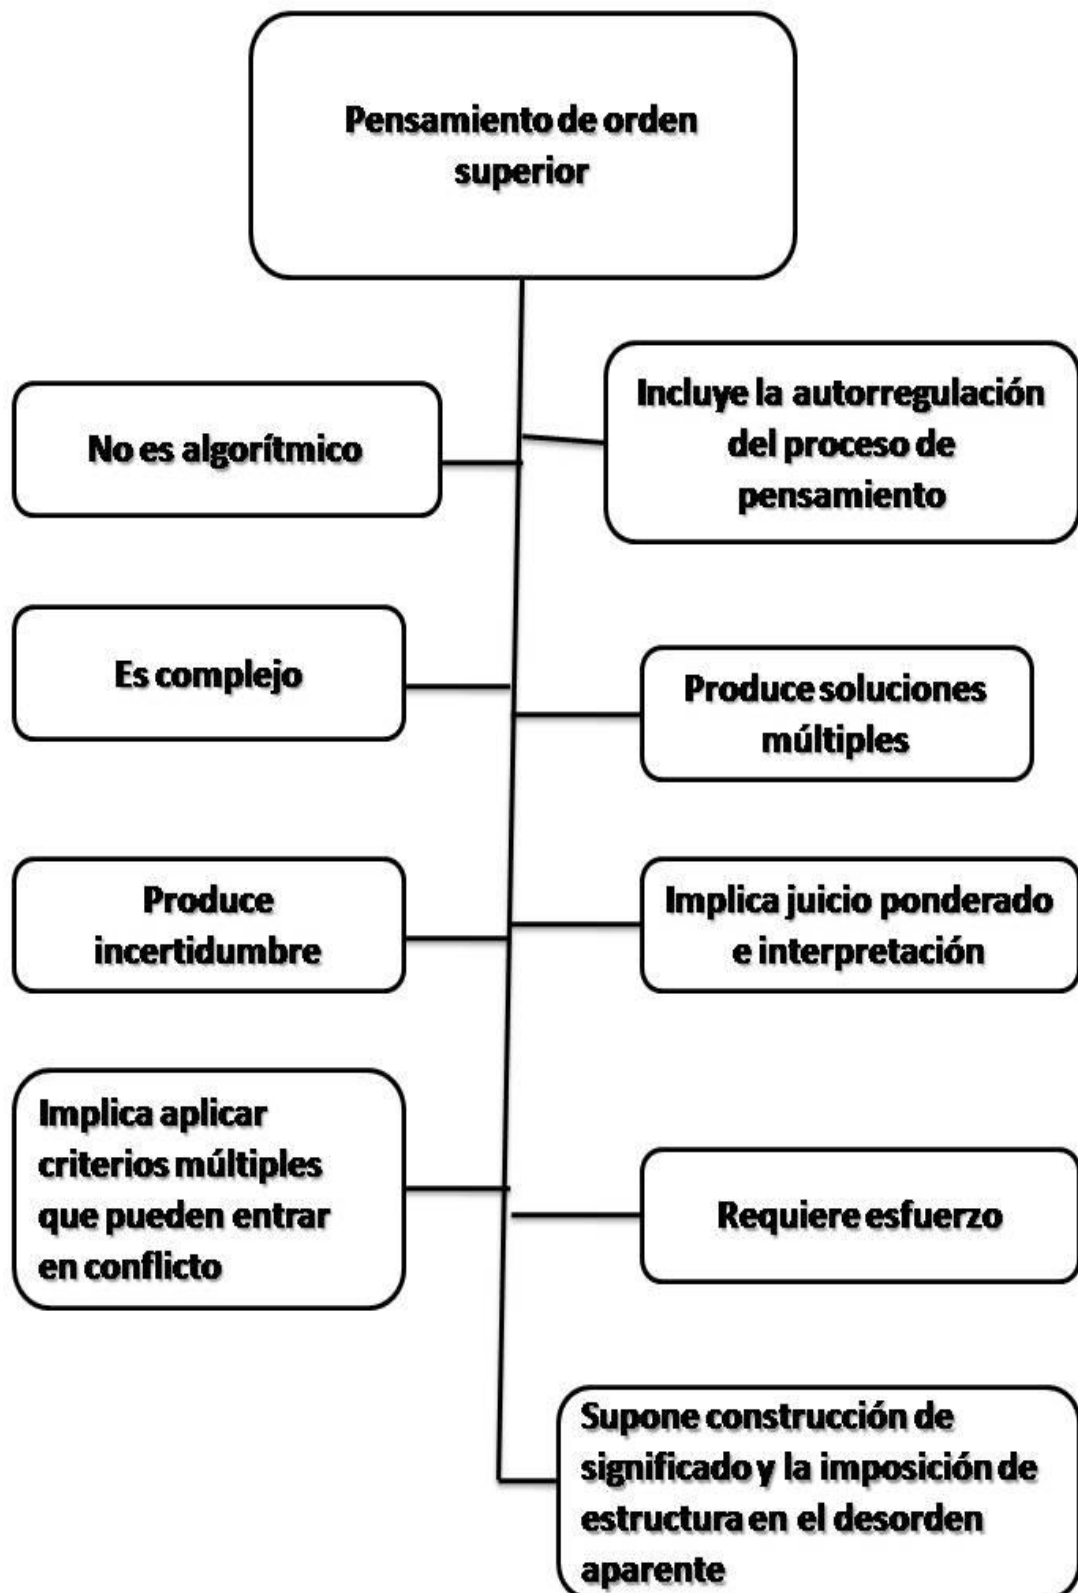 Pensamiento de orden
superior
Incluye la autorregulación
del proceso de
pensamiento
No es algorítmico
Es complejo
Produce soluciones
múltiples
Produce
incertidumbre
Implica juicio ponderado
e interpretación
Implica aplicar
criterios múltiples
que pueden entrar
en conflicto
Requiere esfuerzo
Supone construcción de
significado y la imposición de
estructura en el desorden
aparente